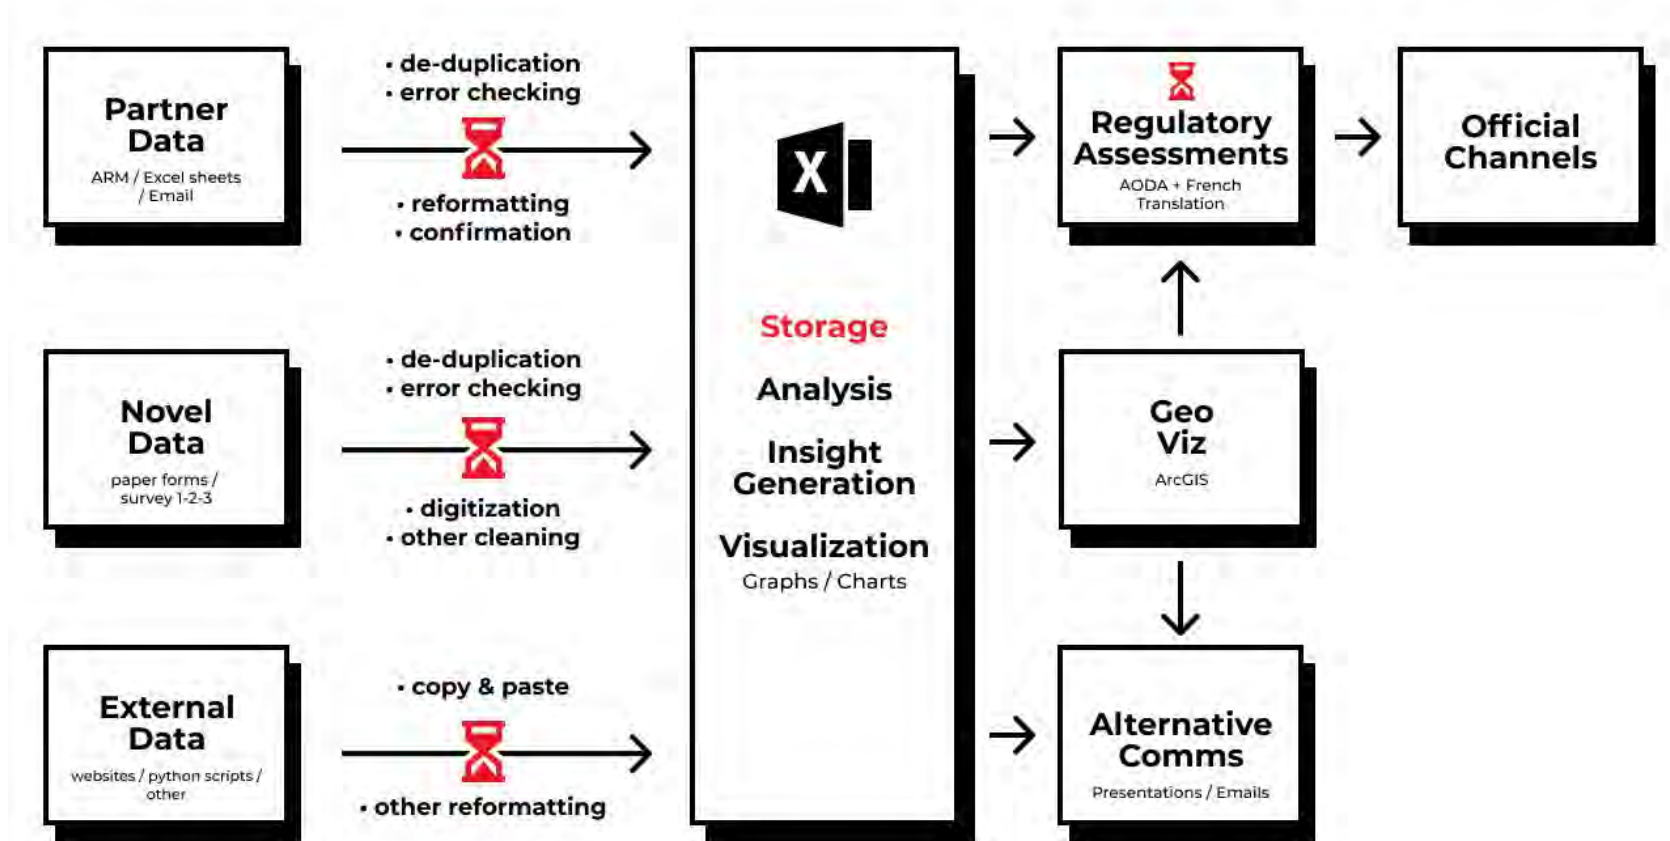 Partner
Data
ARM / Excel sheets
/ Email
• de-duplication
• error checking
• reformatting
• confirmation
Novel
Data
paper forms /
survey 1-2-3
• de-duplication
• error checking
• digitization
• other cleaning
External
Data
websites / python scripts /
other
• copy & paste
• other reformatting
X
Storage
Analysis
Insight
Generation
Visualization
Graphs / Charts
Regulatory
Assessments
AODA + French
Translation
Official
Channels
Geo
Viz
ArcGIS
Alternative
Comms
Presentations / Emails